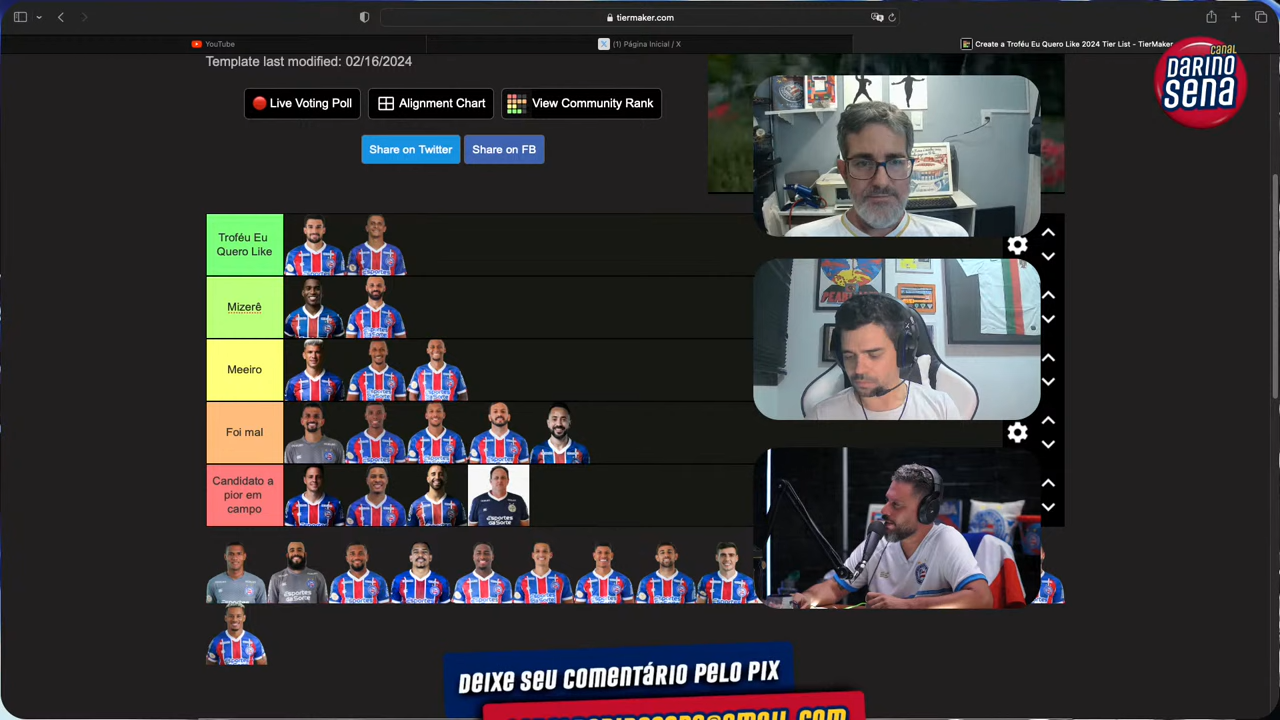 tiermaker.com
YouTube
(1) Página Inicial / X
Create a Troféu Eu Quero Like 2024 Tier List - TierMake
CANAL
DARINO
SENA
Template last modified: 02/16/2024
Live Voting Poll
Alignment Chart
View Community Rank
Share on Twitter
Share on FB
Troféu Eu
Quero Like
Mizerê
Meeiro
Foi mal
Candidato a
pior em
campo
DEIXE SEU COMENTÁRIO PELO PIX